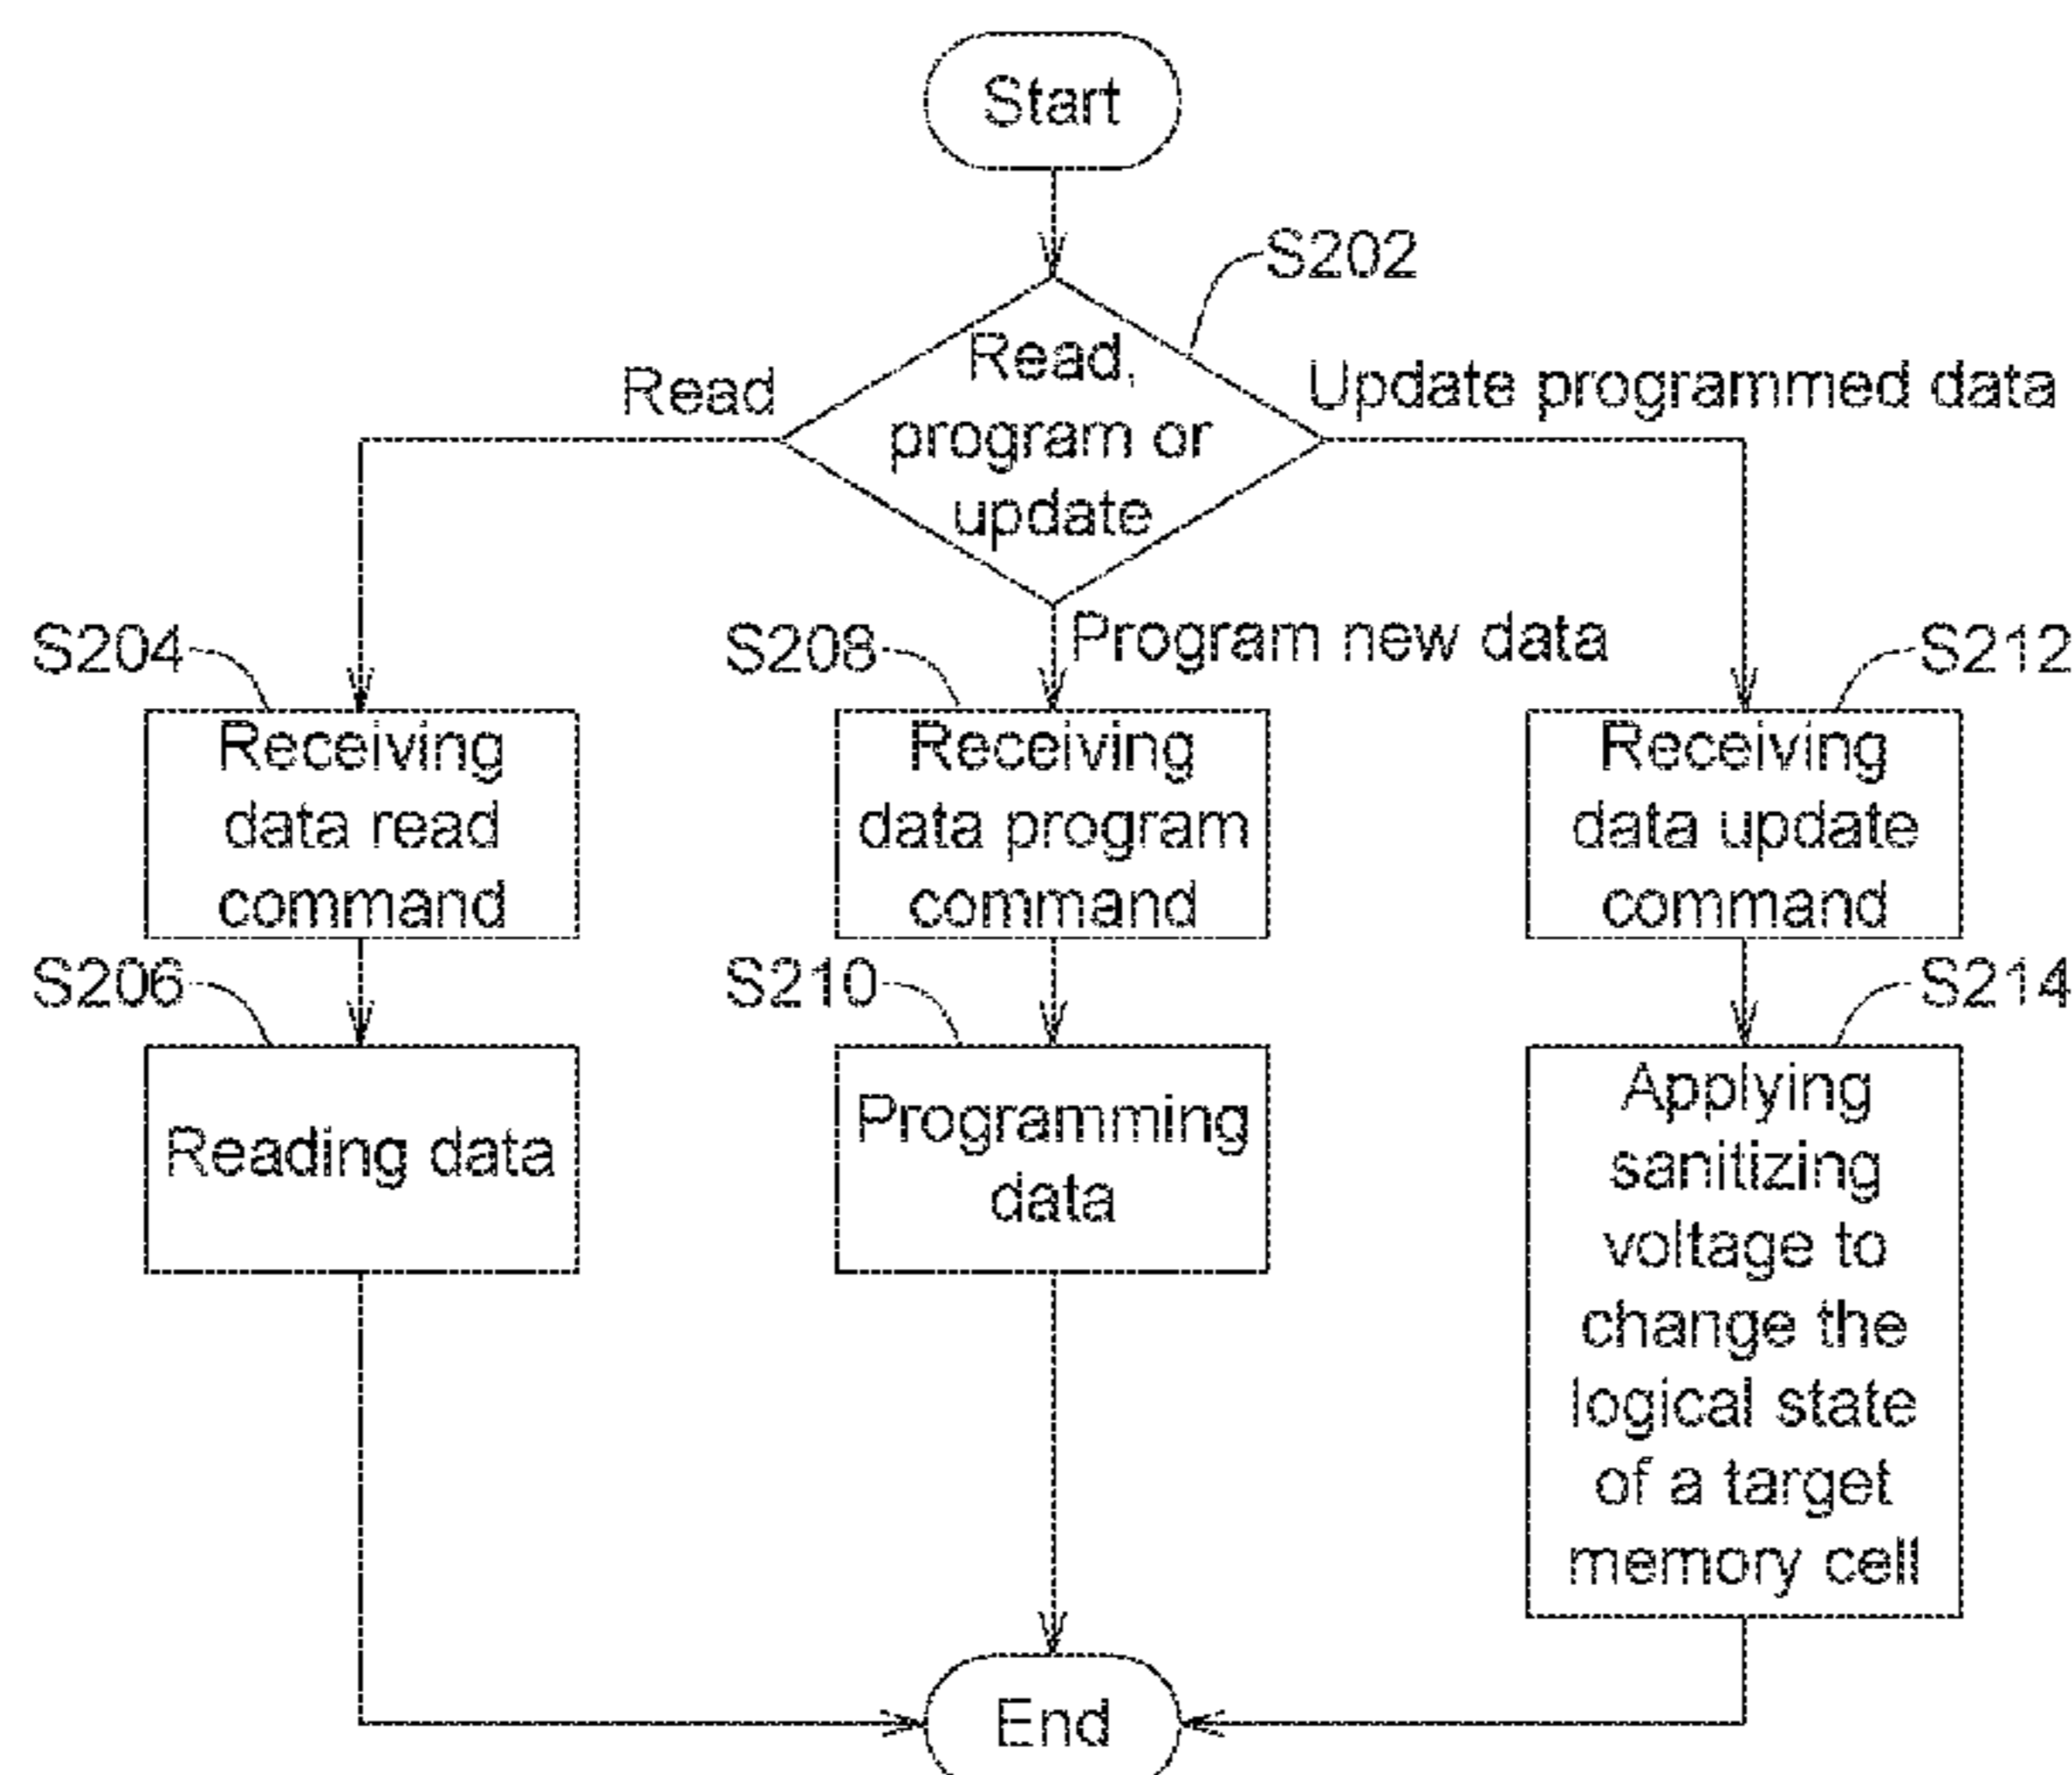 Start
S202
Read,
program or
update
Read
Update programmed data
Program new data
S204
Receiving
data read
command
S208
Receiving
data program
command
S212
Receiving
data update
command
S206
Reading data
S210
Programming
data
S214
Applying
sanitizing
voltage to
change the
logical state
of a target
memory cell
End